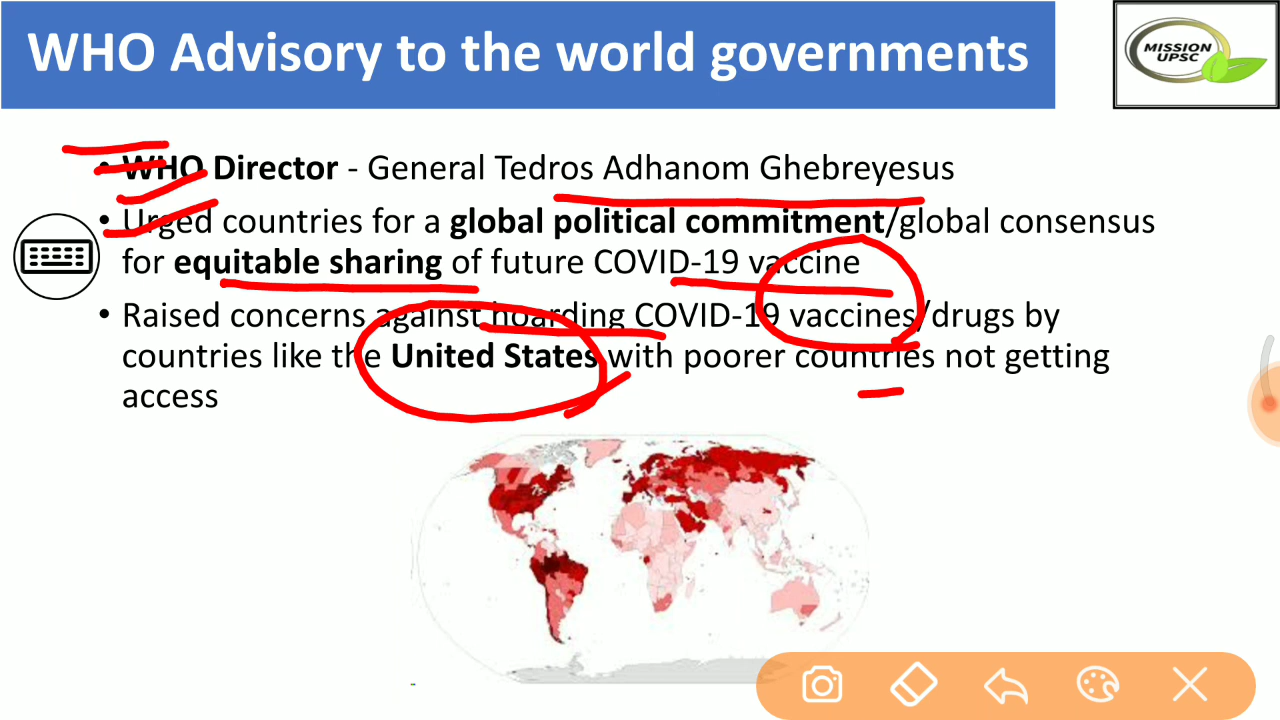 WHO Advisory to the world governments
MISSION
UPSC
• WHO Director - General Tedros Adhanom Ghebreyesus
• Urged countries for a global political commitment/global consensus
for equitable sharing of future COVID-19 vaccine
• Raised concerns against hoarding COVID-19 vaccines/drugs by
countries like the United States with poorer countries not getting
access